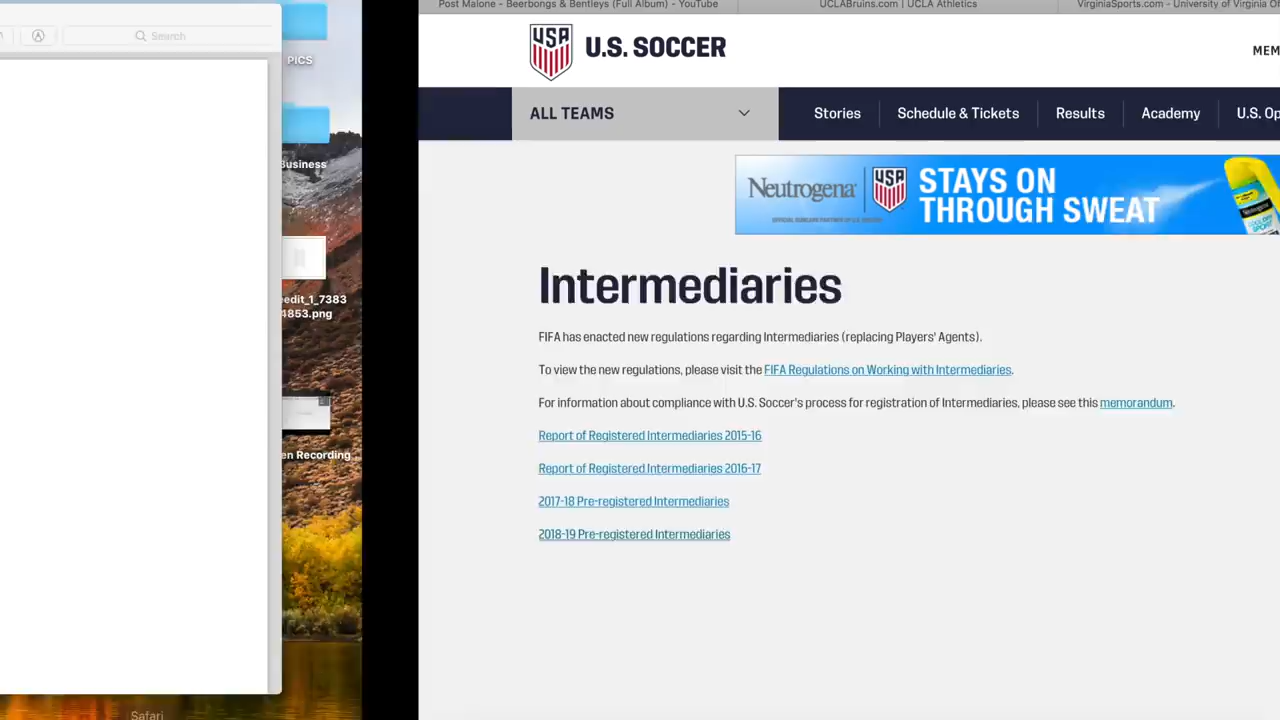 Post Malone - Beerbongs & Bentleys (Full Album) - YouTube
UCLABruins.com | UCLA Athletics
VirginiaSports.com - University of Virginia Of
Search
PICS
Business
edit_1_7383
4853.png
en Recording
Safari
USA
U.S. SOCCER
MEM
ALL TEAMS
Stories
Schedule & Tickets
Results
Academy
U.S. Op
Neutrogena
USA
STAYS ON
THROUGH SWEAT
Intermediaries
FIFA has enacted new regulations regarding Intermediaries (replacing Players' Agents).
To view the new regulations, please visit the FIFA Regulations on Working with Intermediaries.
For information about compliance with U.S. Soccer's process for registration of Intermediaries, please see this memorandum.
Report of Registered Intermediaries 2015-16
Report of Registered Intermediaries 2016-17
2017-18 Pre-registered Intermediaries
2018-19 Pre-registered Intermediaries